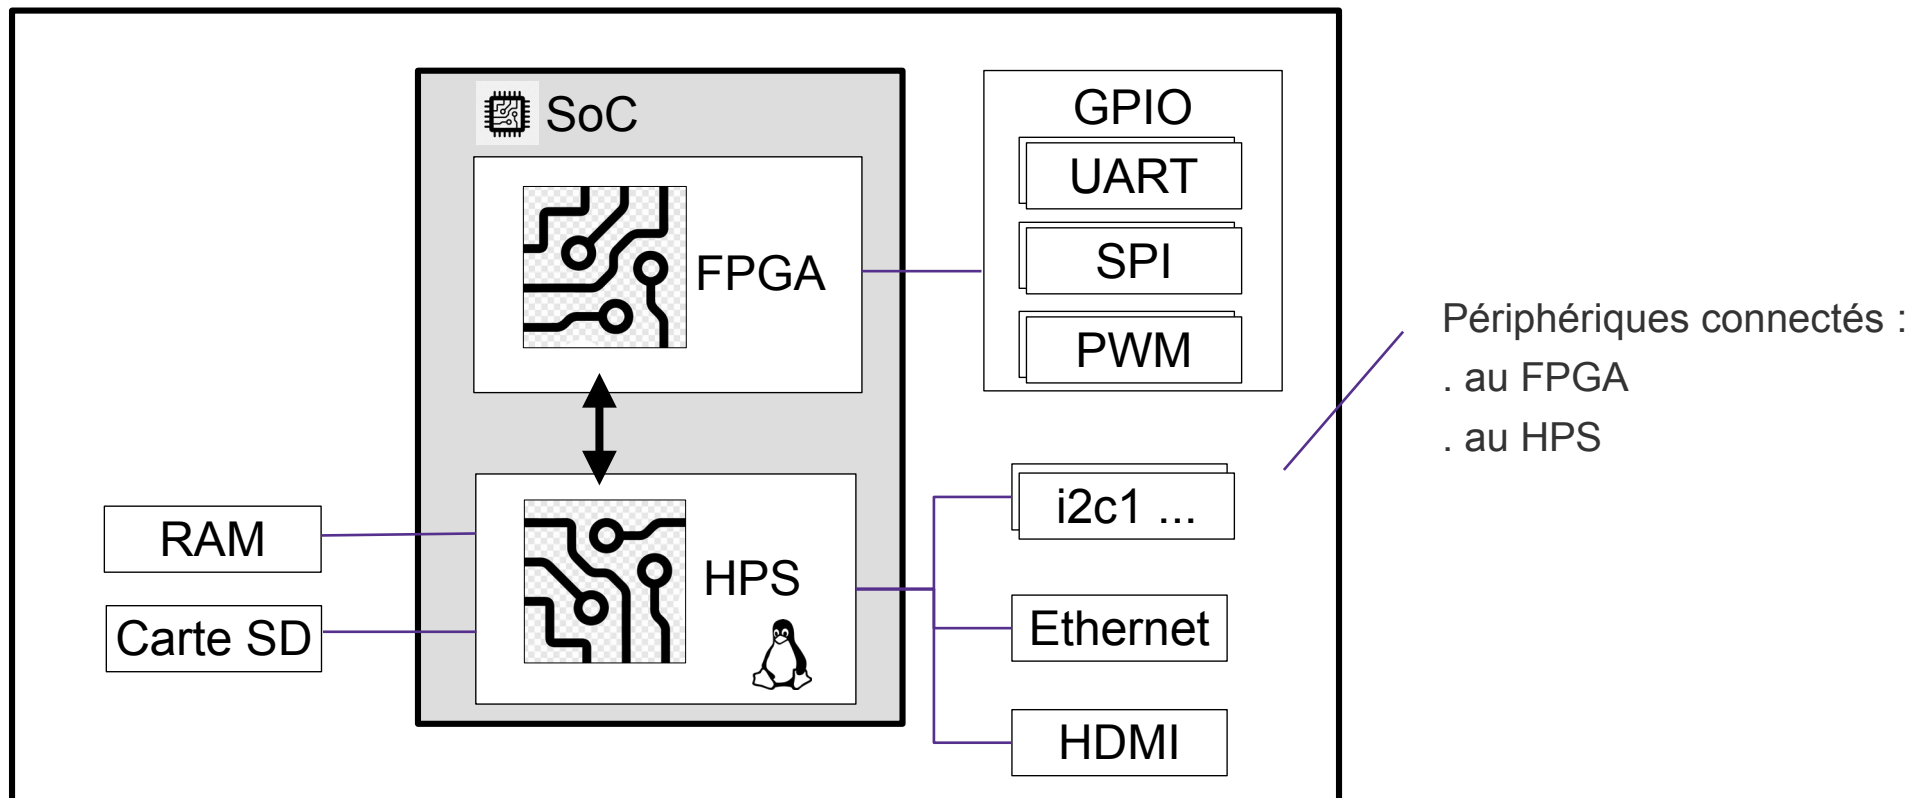 SoC
FPGA
HPS
RAM
Carte SD
GPIO
UART
SPI
PWM
i2c1 ...
Ethernet
HDMI
Périphériques connectés :
. au FPGA
. au HPS